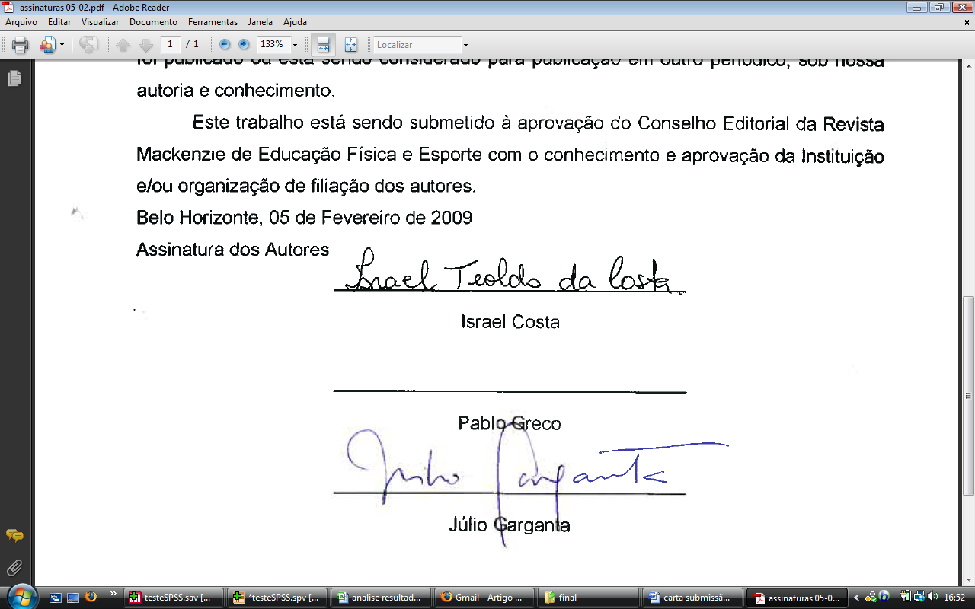 assinaturas 05-02.pdf - Adobe Reader
Arquivo Editar Visualizar Documento Ferramentas Janela Ajuda
1 / 1 133% Localizar
foi publicado ou está sendo considerado para publicação em outro periódico, sob nossa
autoria e conhecimento.
Este trabalho está sendo submetido à aprovação do Conselho Editorial da Revista
Mackenzie de Educação Física e Esporte com o conhecimento e aprovação da Instituição
e/ou organização de filiação dos autores.
Belo Horizonte, 05 de Fevereiro de 2009
Assinatura dos Autores
Israel Teoldo da Costa
Israel Costa
Pablo Greco
Júlio Garganta
Júlio Garganta
testeSPSS.spv [... *testeSPSS.spv [... analise resultad... Gmail - Artigo ... final carta submissã... assinaturas 05-0... 16:52